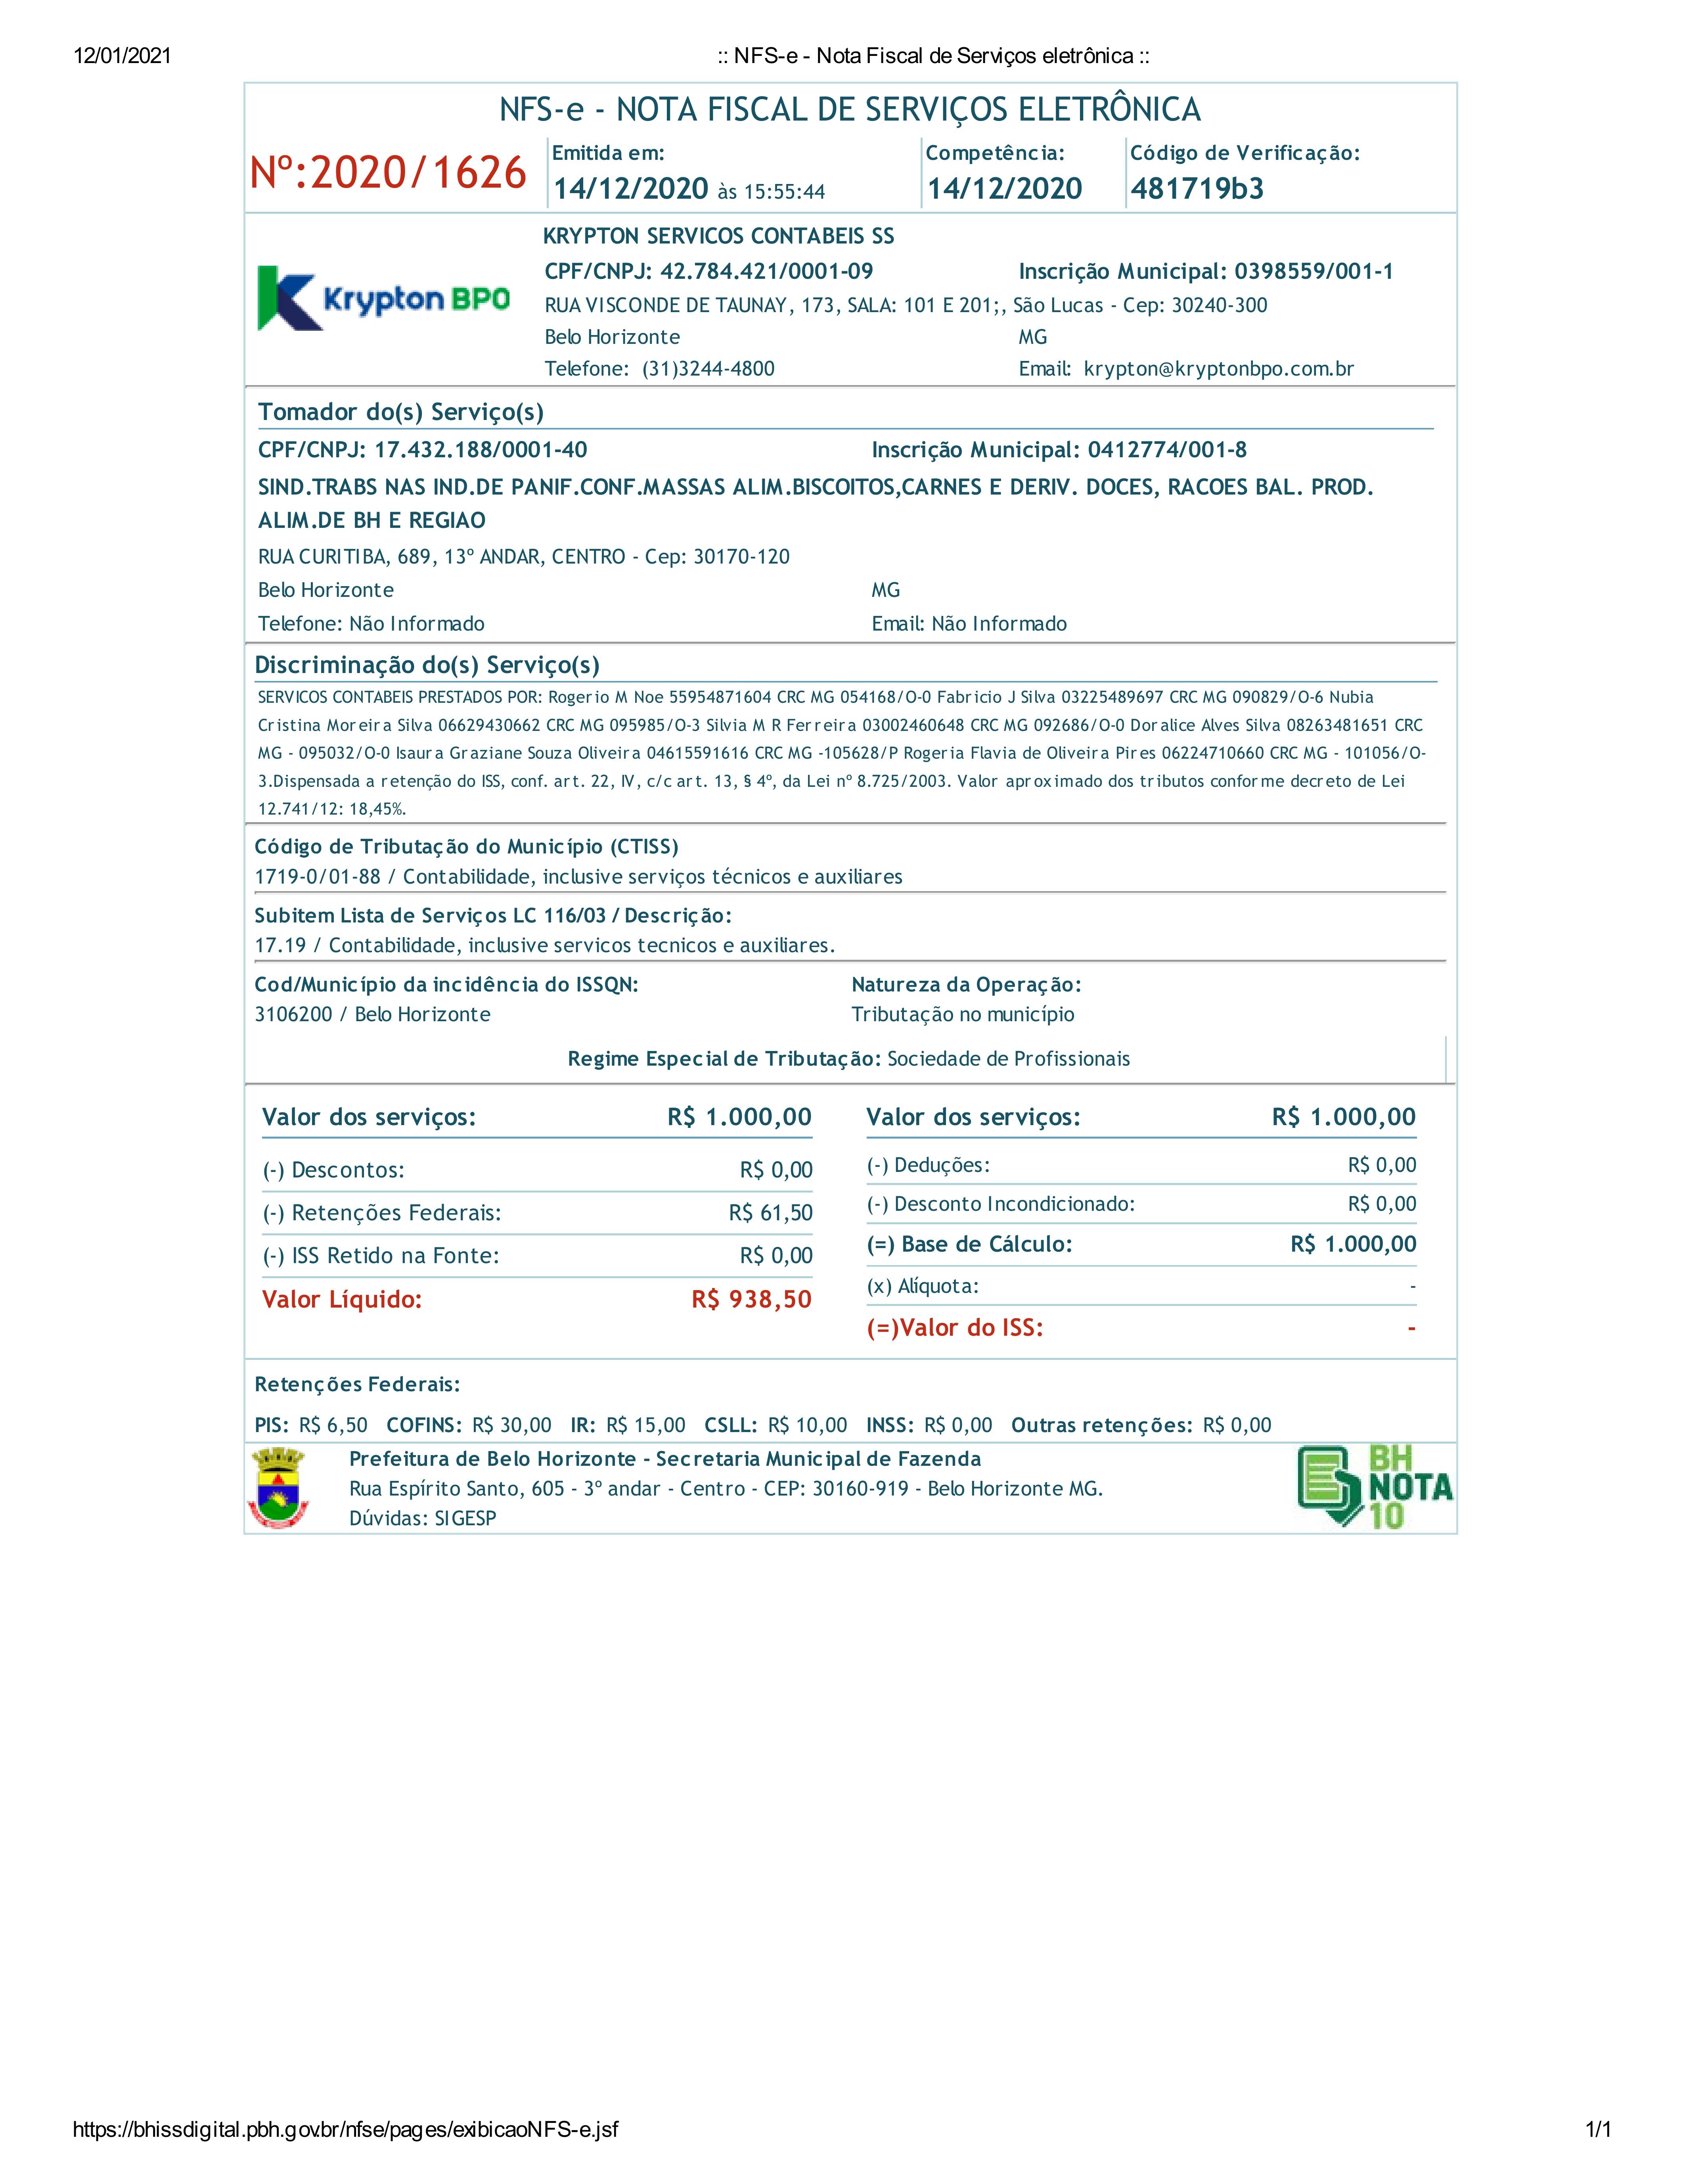 12/01/2021 :: NFS-e - Nota Fiscal de Serviços eletrônica ::
NFS-e - NOTA FISCAL DE SERVIÇOS ELETRÔNICA
Nº:2020/1626
Emitida em: Competência: Código de Verificação:
14/12/2020 às 15:55:44 14/12/2020 481719b3
KRYPTON SERVICOS CONTABEIS SS
Krypton BPO
CPF/CNPJ: 42.784.421/0001-09 Inscrição Municipal: 0398559/001-1
RUA VISCONDE DE TAUNAY, 173, SALA: 101 E 201;, São Lucas - Cep: 30240-300
Belo Horizonte MG
Telefone: (31)3244-4800 Email: krypton@kryptonbpo.com.br
Tomador do(s) Serviço(s)
CPF/CNPJ: 17.432.188/0001-40 Inscrição Municipal: 0412774/001-8
SIND.TRABS NAS IND.DE PANIF.CONF.MASSAS ALIM.BISCOITOS,CARNES E DERIV. DOCES, RACOES BAL. PROD.
ALIM.DE BH E REGIAO
RUA CURITIBA, 689, 13º ANDAR, CENTRO - Cep: 30170-120
Belo Horizonte MG
Telefone: Não Informado Email: Não Informado
Discriminação do(s) Serviço(s)
SERVICOS CONTABEIS PRESTADOS POR: Rogerio M Noe 55954871604 CRC MG 054168/O-0 Fabricio J Silva 03225489697 CRC MG 090829/O-6 Nubia
Cristina Moreira Silva 06629430662 CRC MG 095985/O-3 Silvia M R Ferreira 03002460648 CRC MG 092686/O-0 Doralice Alves Silva 08263481651 CRC
MG - 095032/O-0 Isaura Graziane Souza Oliveira 04615591616 CRC MG -105628/P Rogeria Flavia de Oliveira Pires 06224710660 CRC MG - 101056/O-
3.Dispensada a retenção do ISS, conf. art. 22, IV, c/c art. 13, § 4º, da Lei nº 8.725/2003. Valor aproximado dos tributos conforme decreto de Lei
12.741/12: 18,45%.
Código de Tributação do Município (CTISS)
1719-0/01-88 / Contabilidade, inclusive serviços técnicos e auxiliares
Subitem Lista de Serviços LC 116/03 / Descrição:
17.19 / Contabilidade, inclusive servicos tecnicos e auxiliares.
Cod/Município da incidência do ISSQN: Natureza da Operação:
3106200 / Belo Horizonte Tributação no município
Regime Especial de Tributação: Sociedade de Profissionais
Valor dos serviços: R$ 1.000,00 Valor dos serviços: R$ 1.000,00
(-) Descontos: R$ 0,00 (-) Deduções: R$ 0,00
(-) Retenções Federais: R$ 61,50 (-) Desconto Incondicionado: R$ 0,00
(-) ISS Retido na Fonte: R$ 0,00 (=) Base de Cálculo: R$ 1.000,00
Valor Líquido: R$ 938,50 (x) Alíquota: -
(=)Valor do ISS: -
Retenções Federais:
PIS: R$ 6,50 COFINS: R$ 30,00 IR: R$ 15,00 CSLL: R$ 10,00 INSS: R$ 0,00 Outras retenções: R$ 0,00
Prefeitura de Belo Horizonte - Secretaria Municipal de Fazenda
Rua Espírito Santo, 605 - 3º andar - Centro - CEP: 30160-919 - Belo Horizonte MG.
Dúvidas: SIGESP
BH
NOTA
10
https://bhissdigital.pbh.gov.br/nfse/pages/exibicaoNFS-e.jsf 1/1